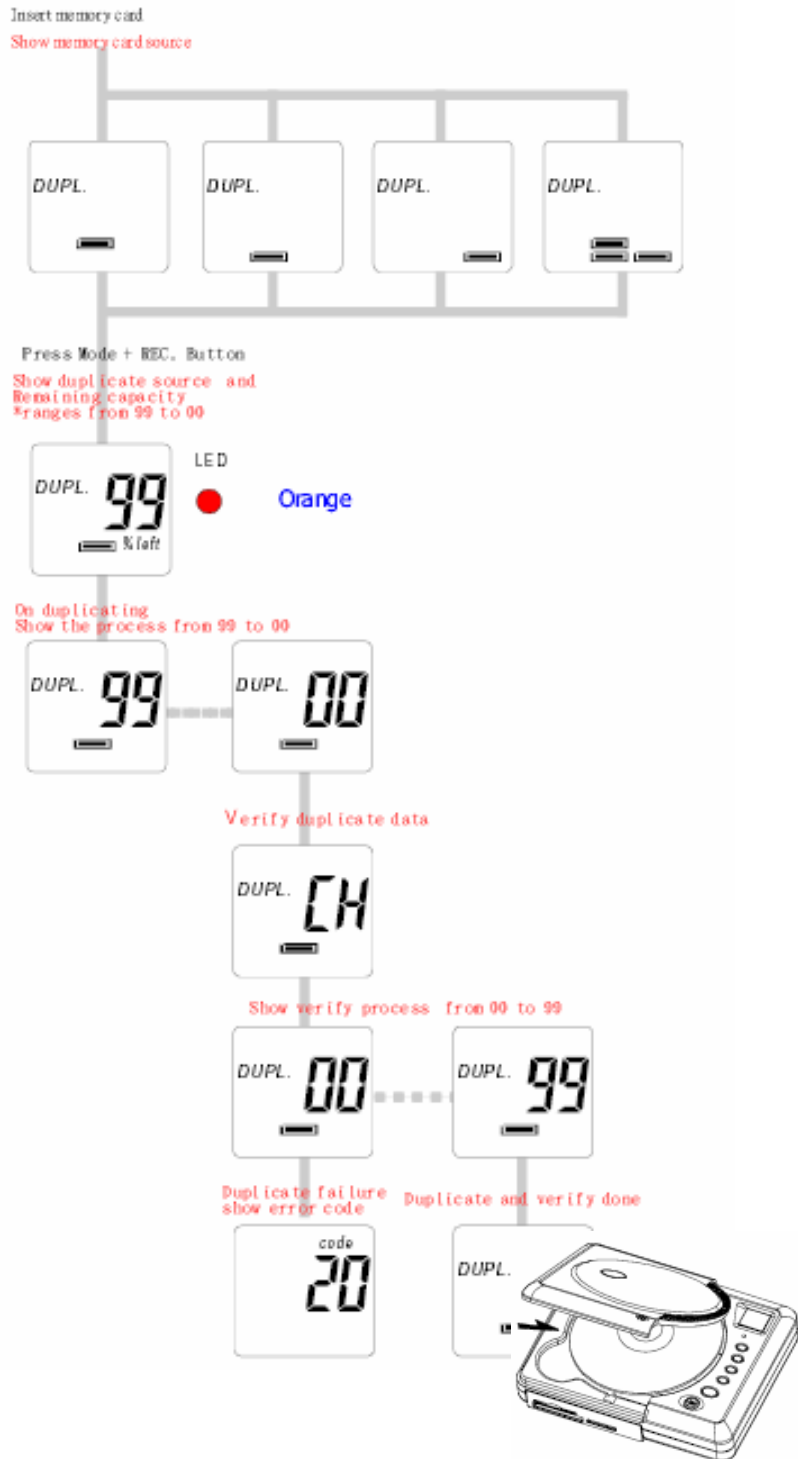 Insert memory card
Show memory card source
DUPL. DUPL. DUPL. DUPL.
Press Mode + REC. Button
Show duplicate source and
Remaining capacity
*ranges from 99 to 00
LED
DUPL. 99 Orange
% left
On duplicating
Show the process from 99 to 00
DUPL. 99 DUPL. 00
Verify duplicate data
DUPL. CH
Show verify process from 00 to 99
DUPL. 00 DUPL. 99
Duplicate failure Duplicate and verify done
show error code
code
20 DUPL.